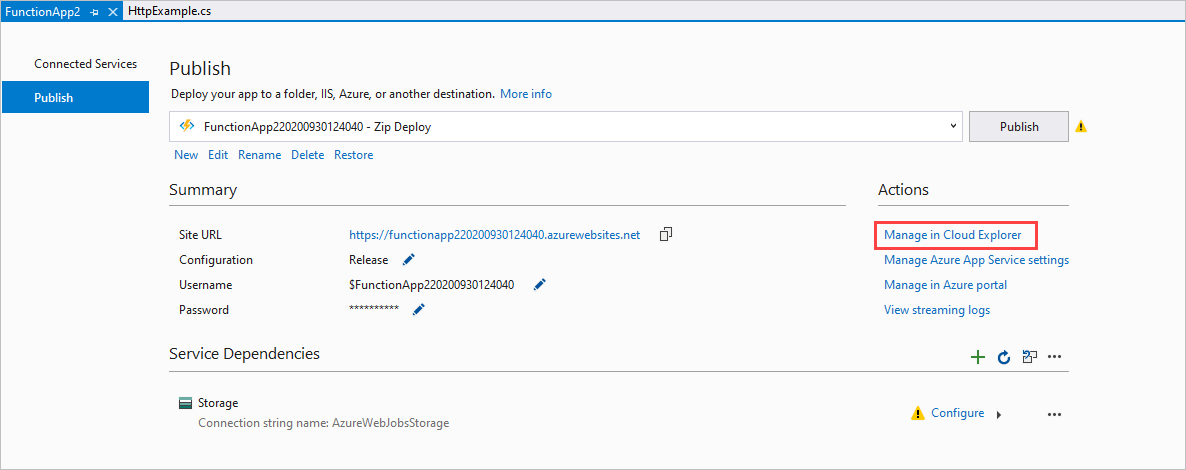 FunctionApp2 HttpExample.cs
Connected Services
Publish
Publish
Deploy your app to a folder, IIS, Azure, or another destination. More info
FunctionApp220200930124040 - Zip Deploy Publish
New Edit Rename Delete Restore
Summary
Site URL https://functionapp220200930124040.azurewebsites.net
Configuration Release
Username $FunctionApp220200930124040
Password **********
Actions
Manage in Cloud Explorer
Manage Azure App Service settings
Manage in Azure portal
View streaming logs
Service Dependencies
Storage
Connection string name: AzureWebJobsStorage
Configure